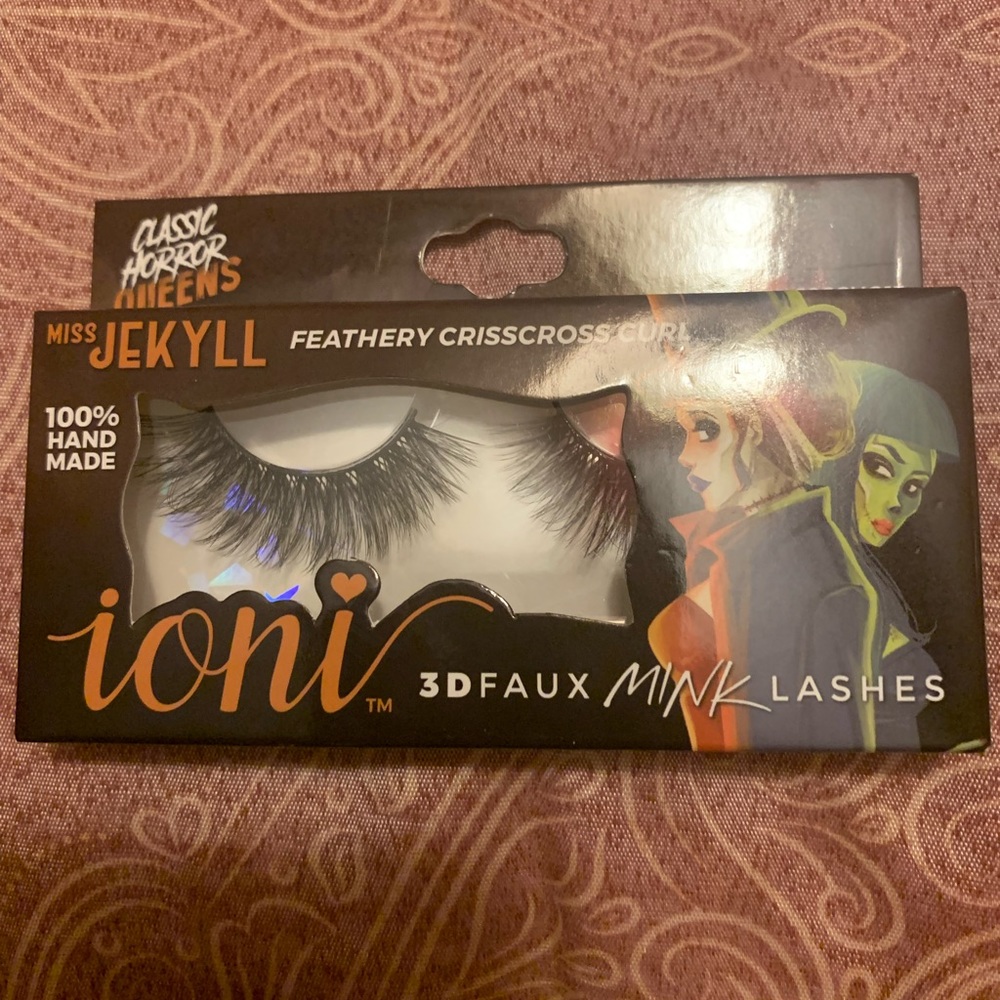 CLASSIC
HORROR
QUEENS
MISS JEKYLL FEATHERY CRISSCROSS CURL
100%
HAND
MADE
ioni TM
3D FAUX MINK LASHES